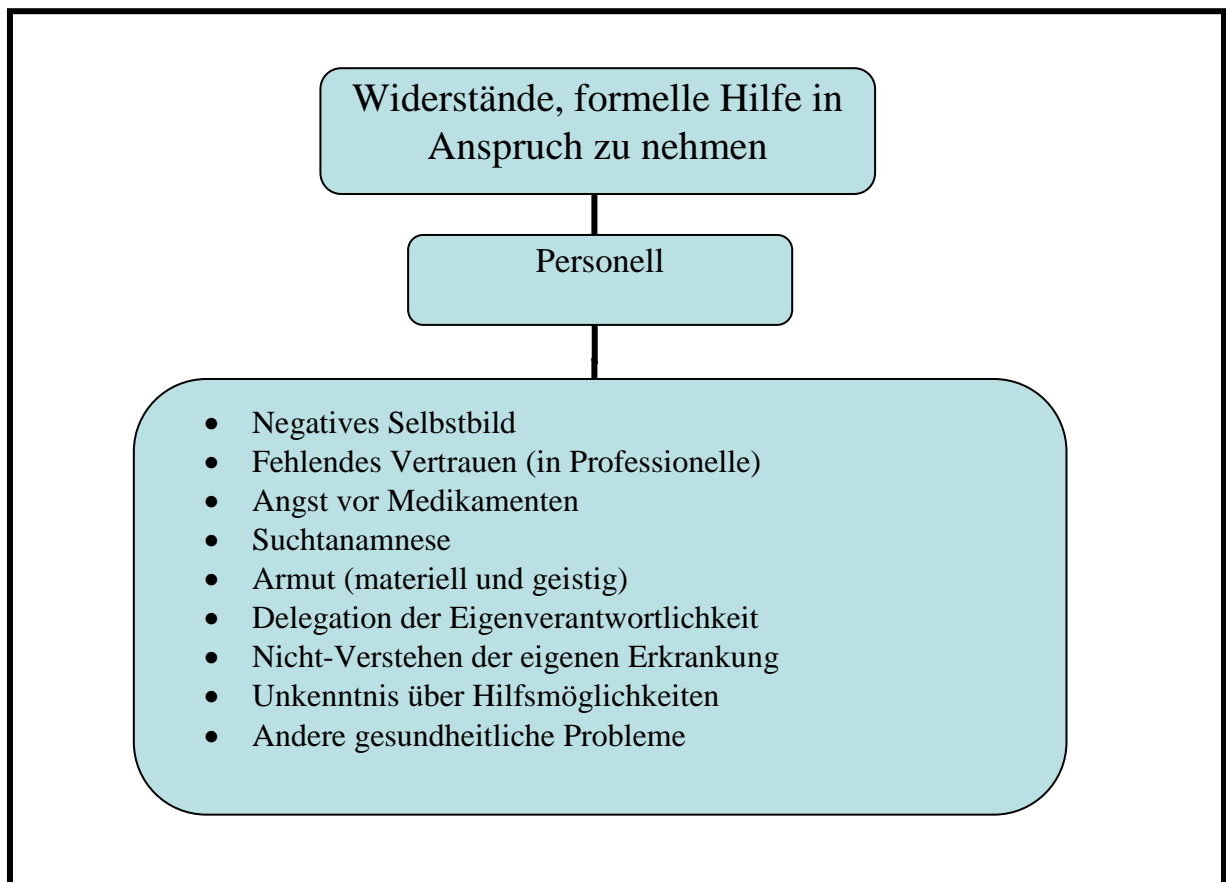 Widerstände, formelle Hilfe in
Anspruch zu nehmen
Personell
• Negatives Selbstbild
• Fehlendes Vertrauen (in Professionelle)
• Angst vor Medikamenten
• Suchtanamnese
• Armut (materiell und geistig)
• Delegation der Eigenverantwortlichkeit
• Nicht-Verstehen der eigenen Erkrankung
• Unkenntnis über Hilfsmöglichkeiten
• Andere gesundheitliche Probleme